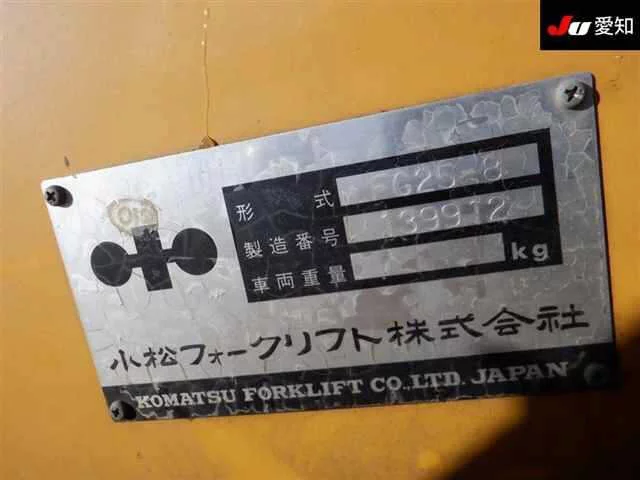 Ju 愛知
形式 FG25-8
製造番号 139912
車両重量 kg
小松フォークリフト株式会社
KOMATSU FORKLIFT CO.,LTD. JAPAN